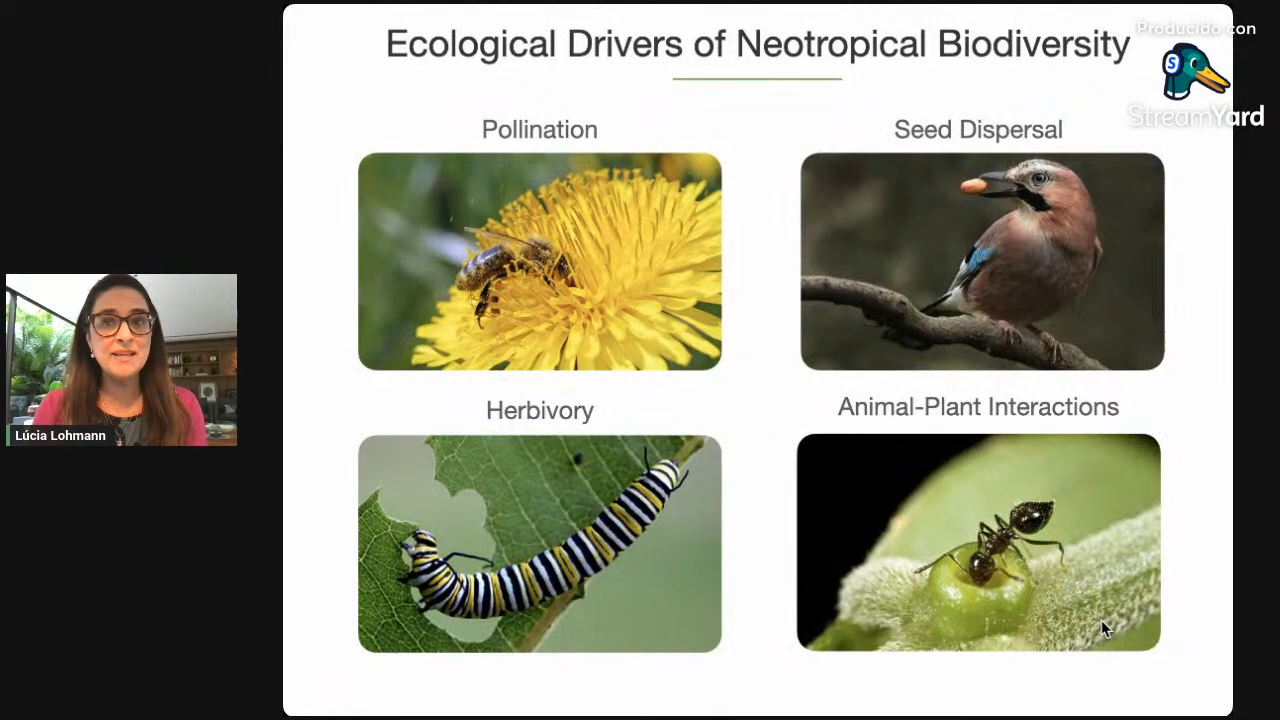 Ecological Drivers of Neotropical Biodiversity
Producido con
StreamYard
Pollination
Seed Dispersal
Herbivory
Animal-Plant Interactions
Lúcia Lohmann